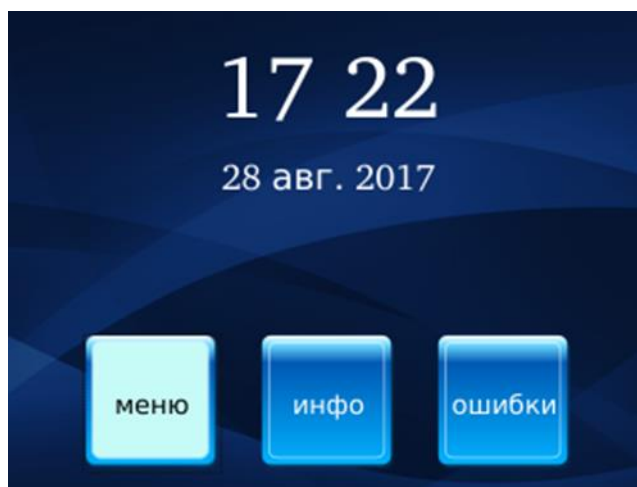 17 22
28 авг. 2017
меню
инфо
ошибки